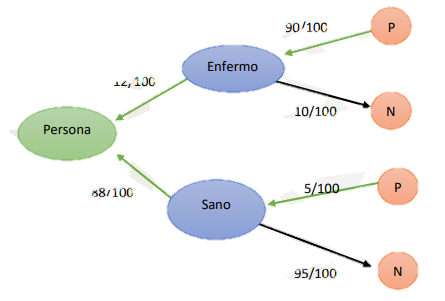 90/100
P
Enfermo
12/100
10/100
N
Persona
88/100
Sano
5/100
P
95/100
N